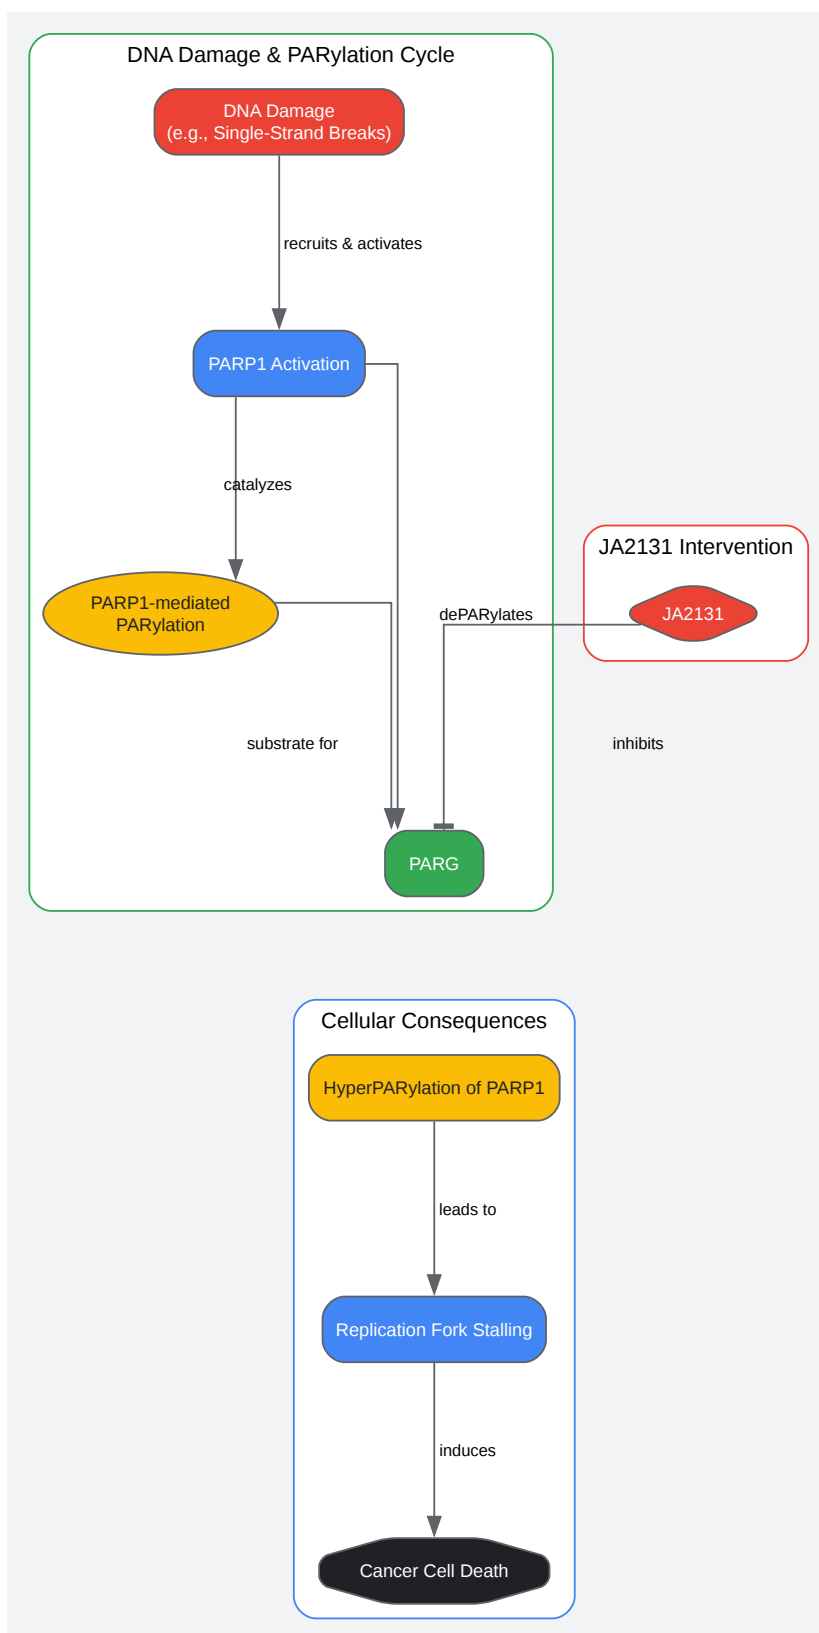 DNA Damage & PARylation Cycle
DNA Damage
(e.g., Single-Strand Breaks)
recruits & activates
PARP1 Activation
catalyzes
JA2131 Intervention
PARP1-mediated
PARylation
dePARylates
JA2131
substrate for
inhibits
PARG
Cellular Consequences
HyperPARylation of PARP1
leads to
Replication Fork Stalling
induces
Cancer Cell Death